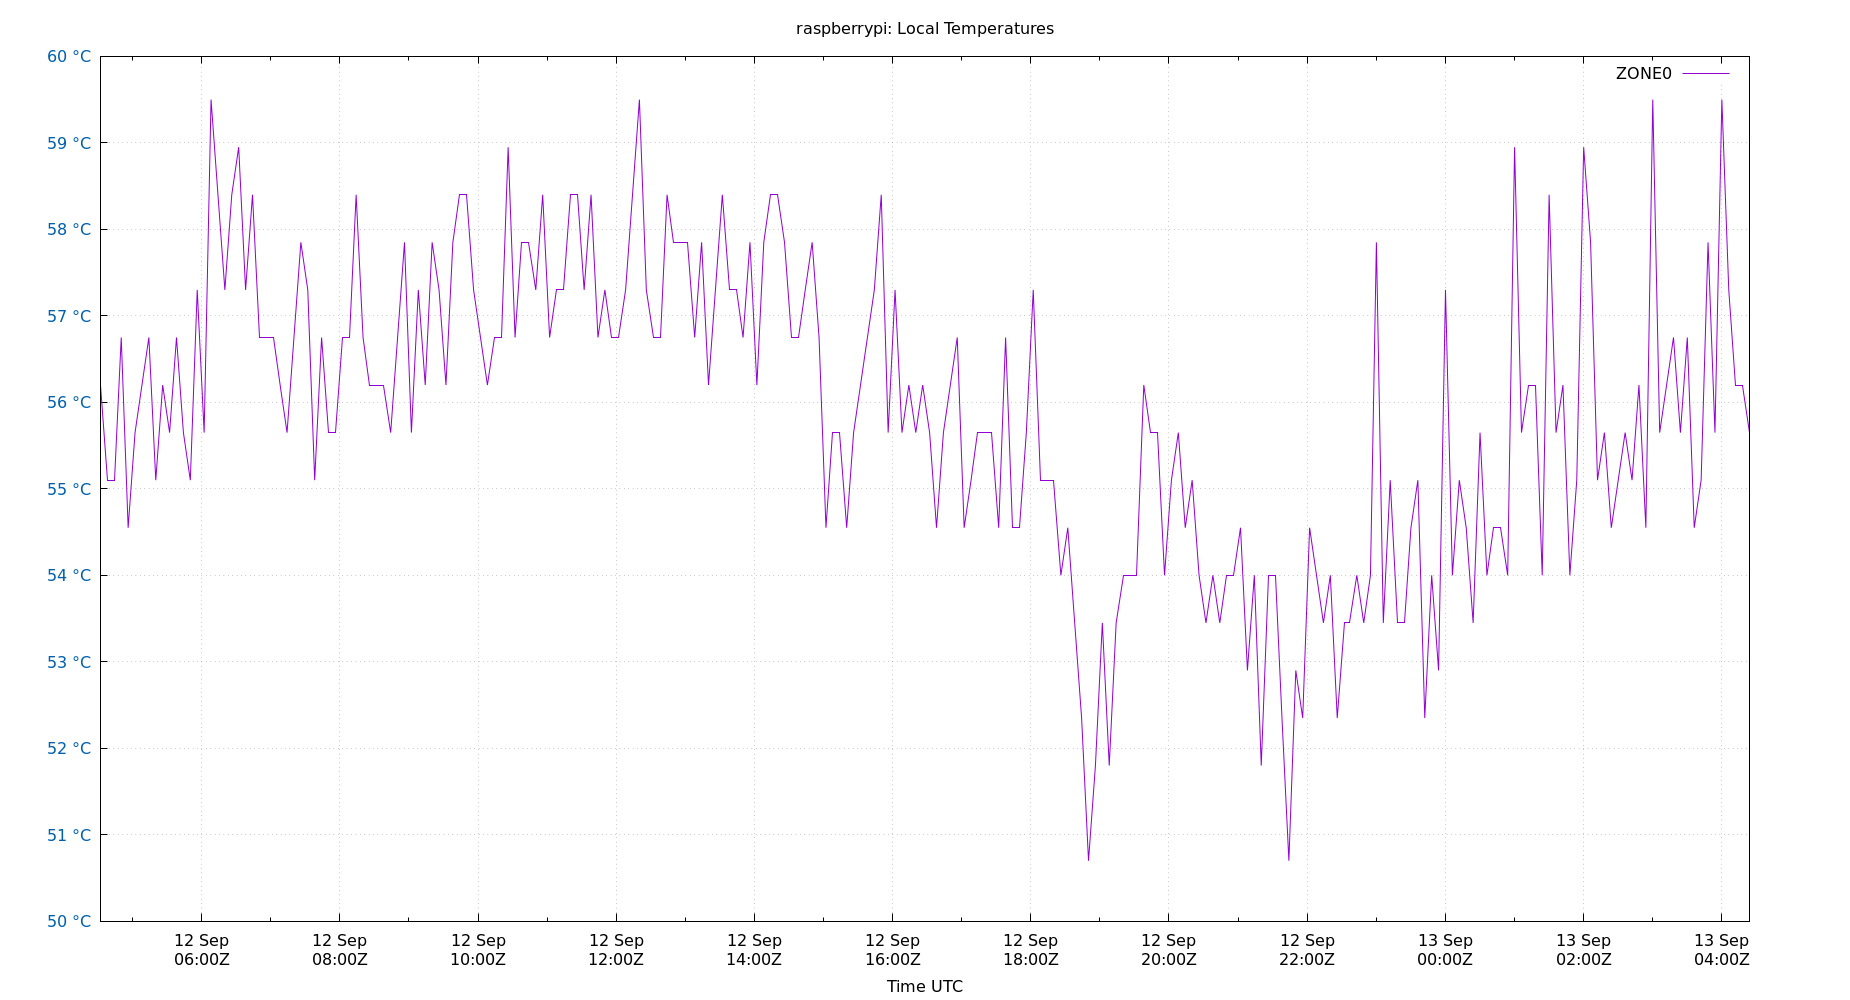 raspberrypi: Local Temperatures
60 °C
ZONE0
59 °C
58 °C
57 °C
56 °C
55 °C
54 °C
53 °C
52 °C
51 °C
50 °C
12 Sep 12 Sep 12 Sep 12 Sep 12 Sep 12 Sep 12 Sep 12 Sep 12 Sep 13 Sep 13 Sep 13 Sep
06:00Z 08:00Z 10:00Z 12:00Z 14:00Z 16:00Z 18:00Z 20:00Z 22:00Z 00:00Z 02:00Z 04:00Z
Time UTC